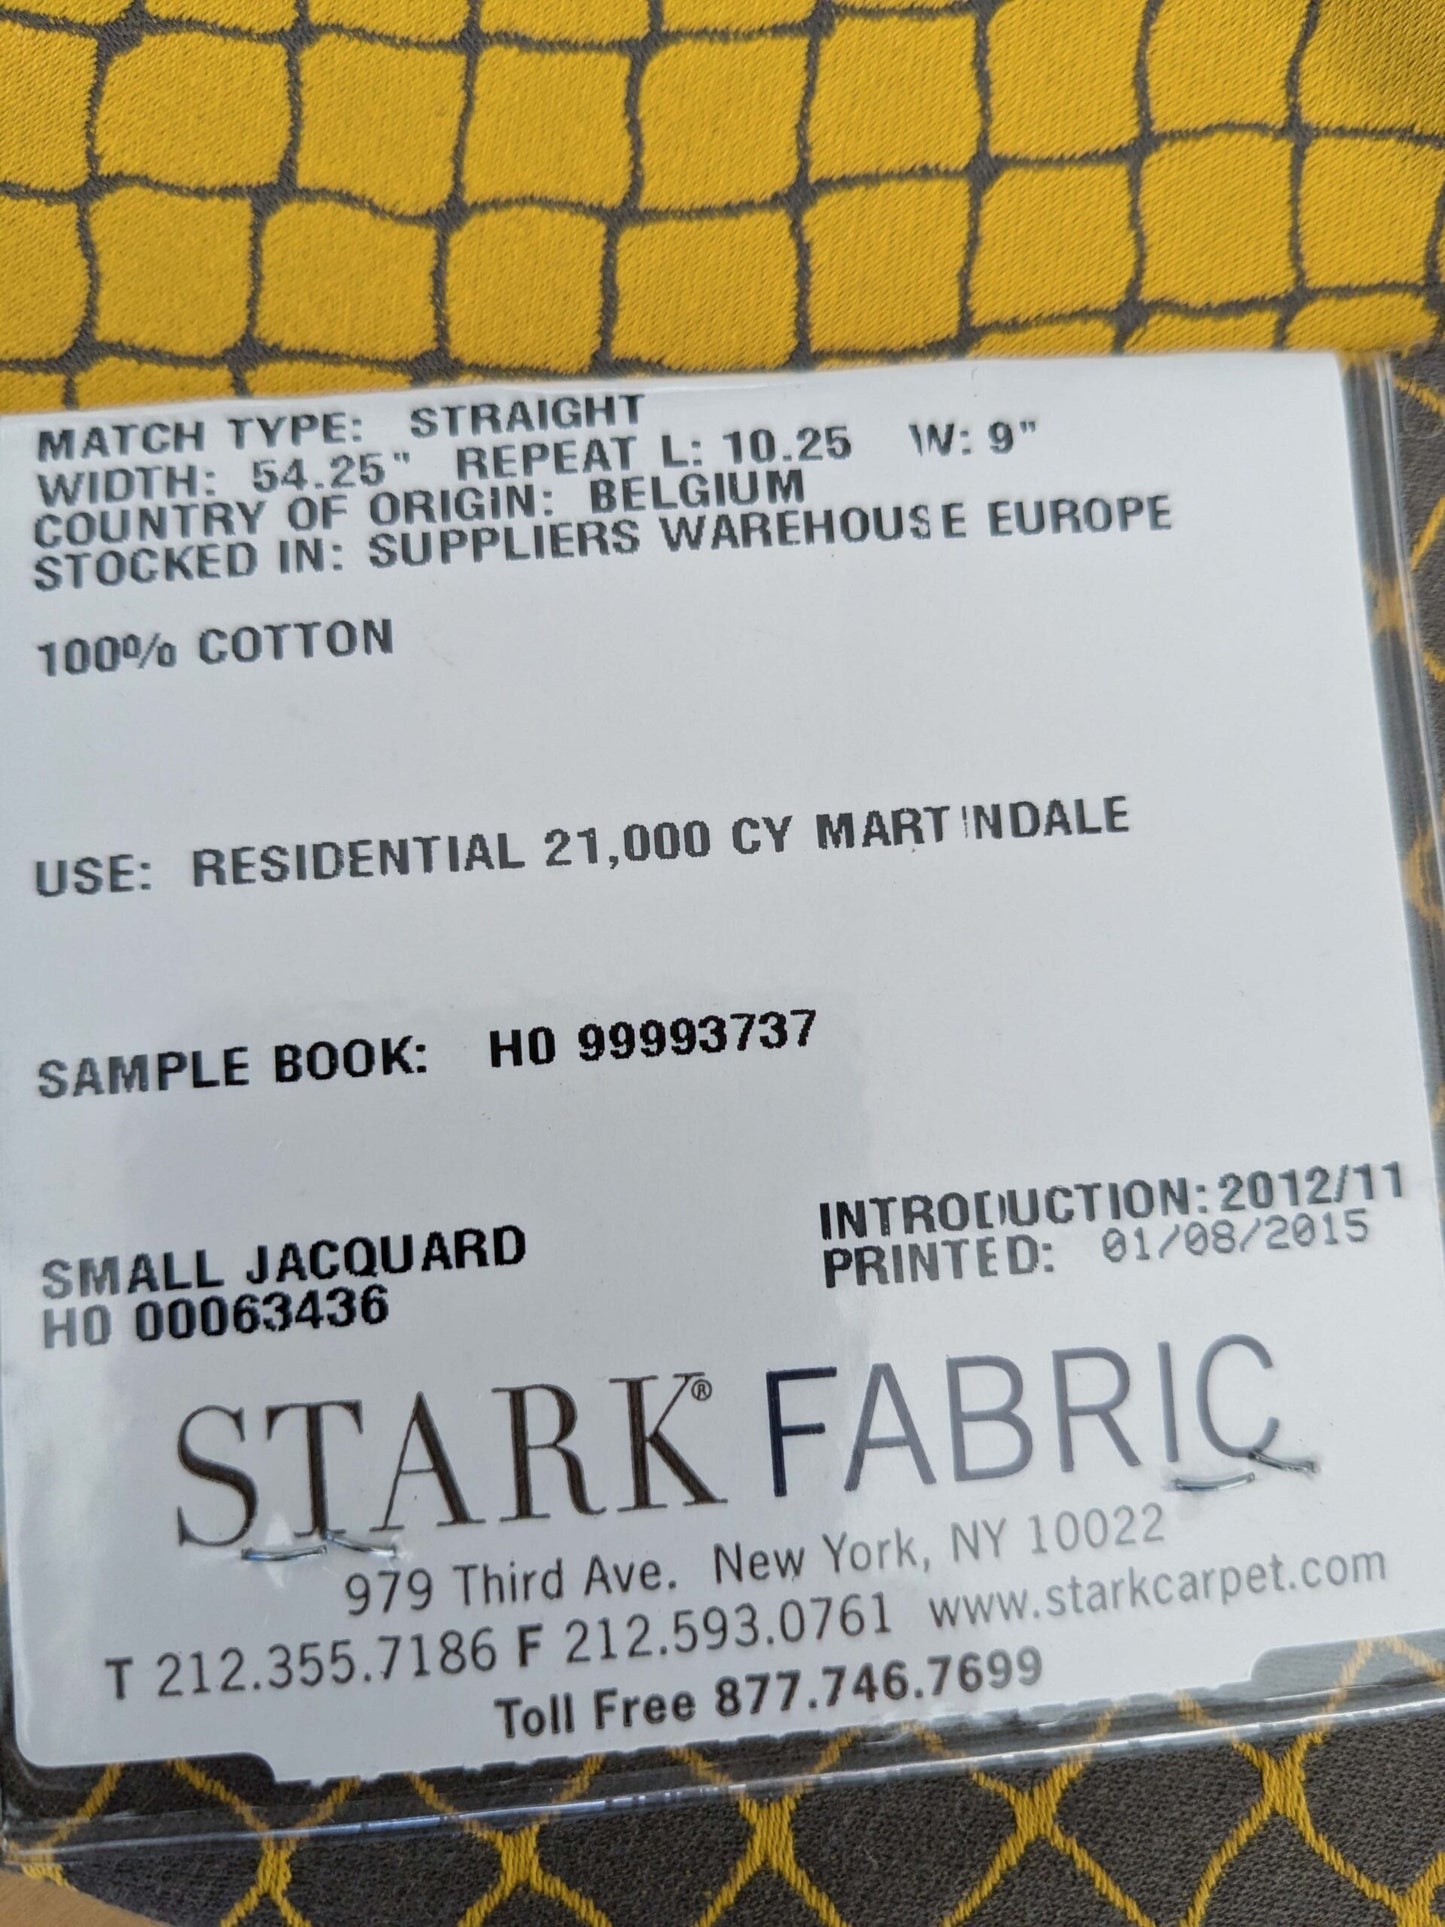 MATCH TYPE: STRAIGHT
WIDTH: 54.25" REPEAT L: 10.25 W: 9"
COUNTRY OF ORIGIN: BELGIUM
STOCKED IN: SUPPLIERS WAREHOUSE EUROPE
100% COTTON
USE: RESIDENTIAL 21,000 CY MARTINDALE
SAMPLE BOOK: H0 99993737
INTRODUCTION: 2012/11
PRINTED: 01/08/2015
SMALL JACQUARD
H0 00063436
STARK® FABRIC
979 Third Ave. New York, NY 10022
T 212.355.7186 F 212.593.0761 www.starkcarpet.com
Toll Free 877.746.7699